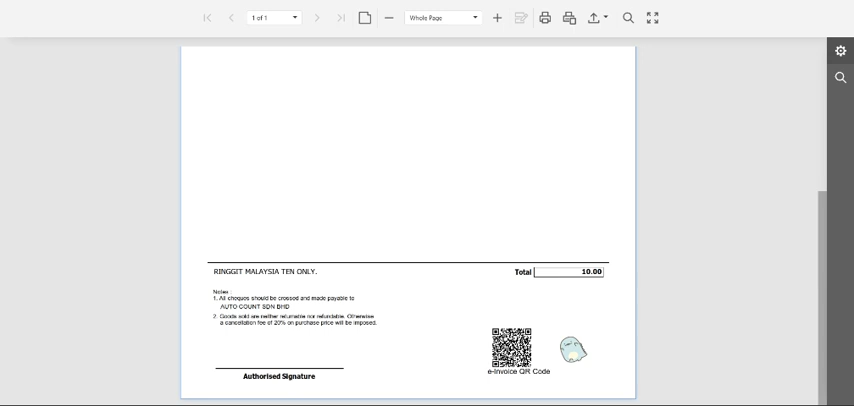 1 of 1
Whole Page
RINGGIT MALAYSIA TEN ONLY.
Total 10.00
Notes :
1. All cheques should be crossed and made payable to
AUTO COUNT SDN BHD
2. Goods sold are neither returnable nor refundable. Otherwise
a cancellation fee of 20% on purchase price will be imposed.
e-Invoice QR Code
Authorised Signature